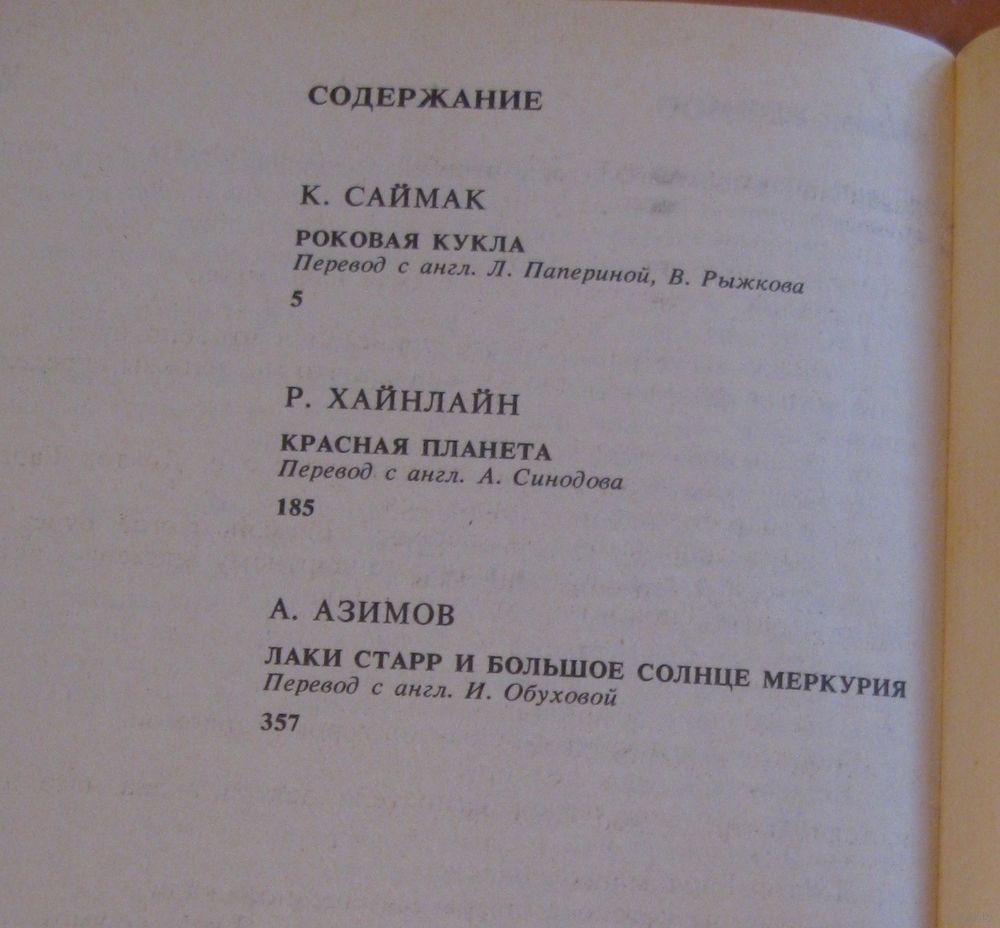 СОДЕРЖАНИЕ
К. САЙМАК
РОКОВАЯ КУКЛА
Перевод с англ. Л. Папериной, В. Рыжкова
5
Р. ХАЙНЛАЙН
КРАСНАЯ ПЛАНЕТА
Перевод с англ. А. Синодова
185
А. АЗИМОВ
ЛАКИ СТАРР И БОЛЬШОЕ СОЛНЦЕ МЕРКУРИЯ
Перевод с англ. И. Обуховой
357